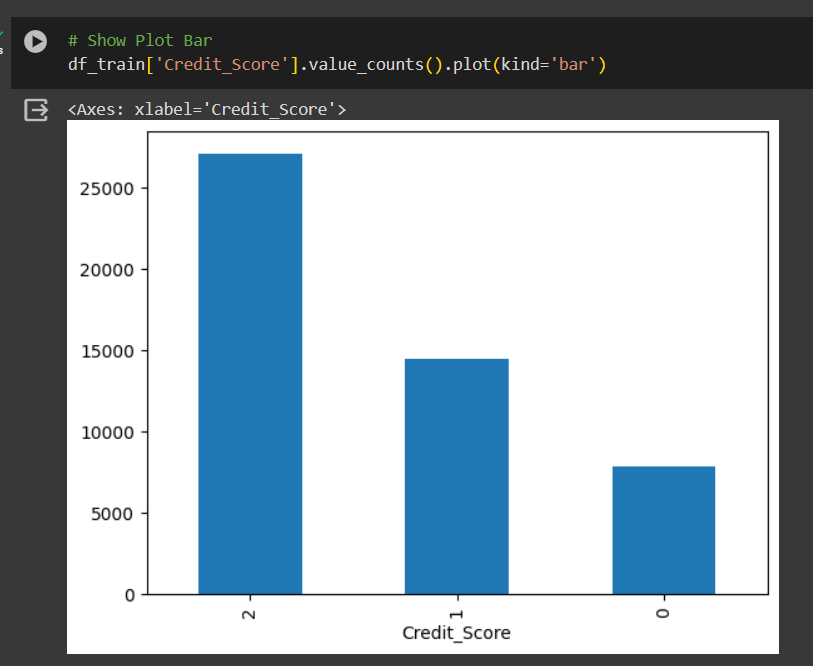 s
# Show Plot Bar
df_train['Credit_Score'].value_counts().plot(kind='bar')
<Axes: xlabel='Credit_Score'>
25000
20000
15000
10000
5000
0
2 1 0
Credit_Score